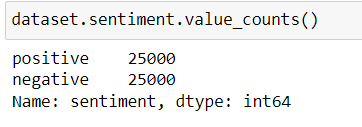 dataset.sentiment.value_counts()
positive    25000
negative    25000
Name: sentiment, dtype: int64